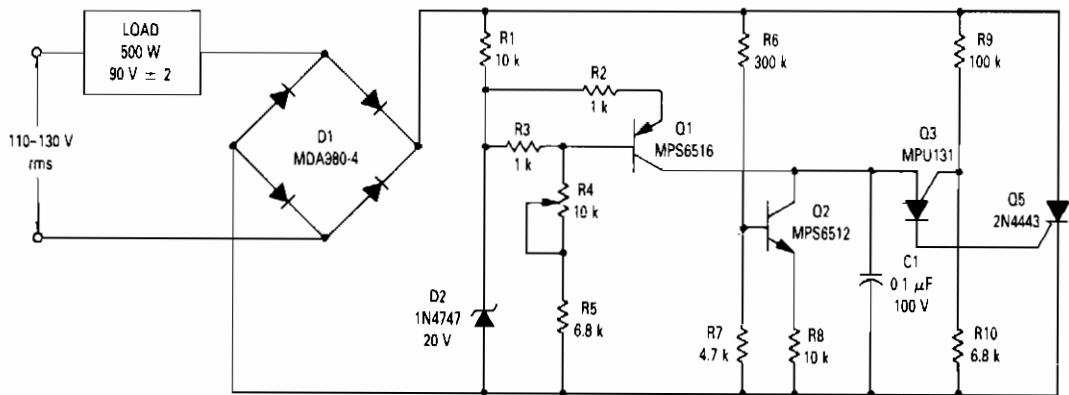 LOAD
500 W
90 V ± 2
110–130 V
rms
D1
MDA980-4
R1
10 k
R2
1 k
R3
1 k
R4
10 k
R5
6.8 k
D2
1N4747
20 V
Q1
MPS6516
R6
300 k
R7
4.7 k
Q2
MPS6512
R8
10 k
C1
0 1 µF
100 V
Q3
MPU131
R9
100 k
R10
6.8 k
Q5
2N4443